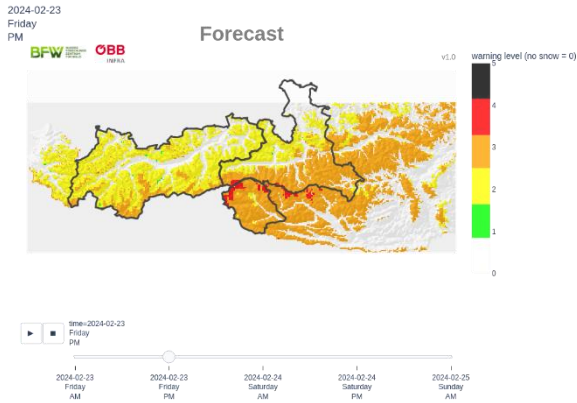 2024-02-23
Friday
PM
Forecast
BFW
ÖBB
INFRA
v1.0
warning level (no snow = 0)
5
4
3
2
1
0
time=2024-02-23
Friday
PM
2024-02-23
Friday
AM
2024-02-23
Friday
PM
2024-02-24
Saturday
AM
2024-02-24
Saturday
PM
2024-02-25
Sunday
AM